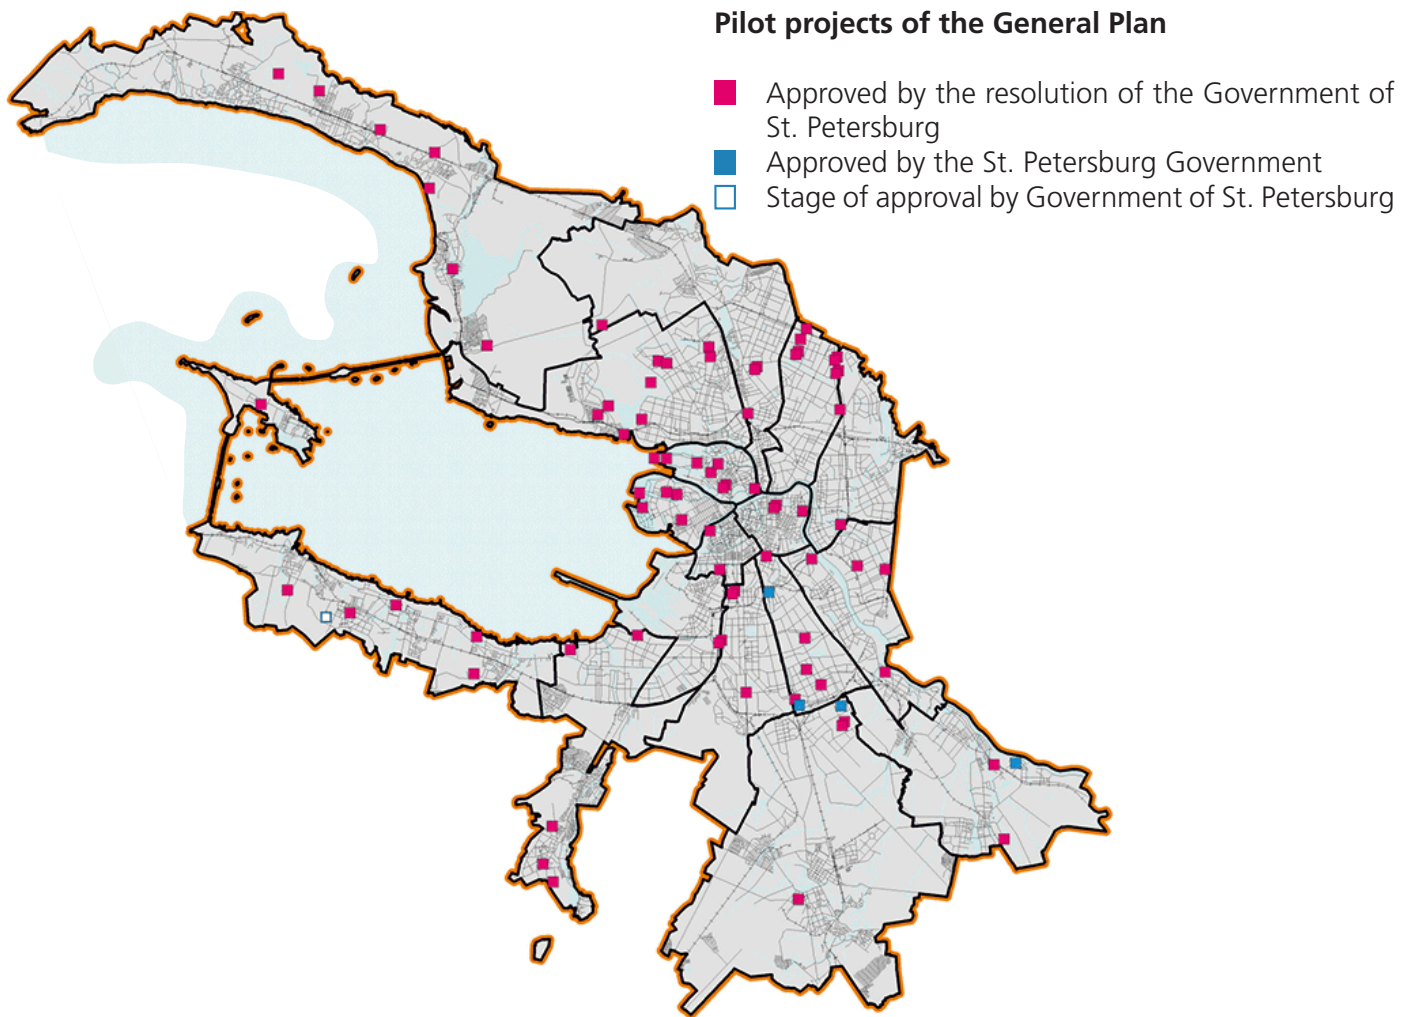 Pilot projects of the General Plan
Approved by the resolution of the Government of
St. Petersburg
Approved by the St. Petersburg Government
Stage of approval by Government of St. Petersburg